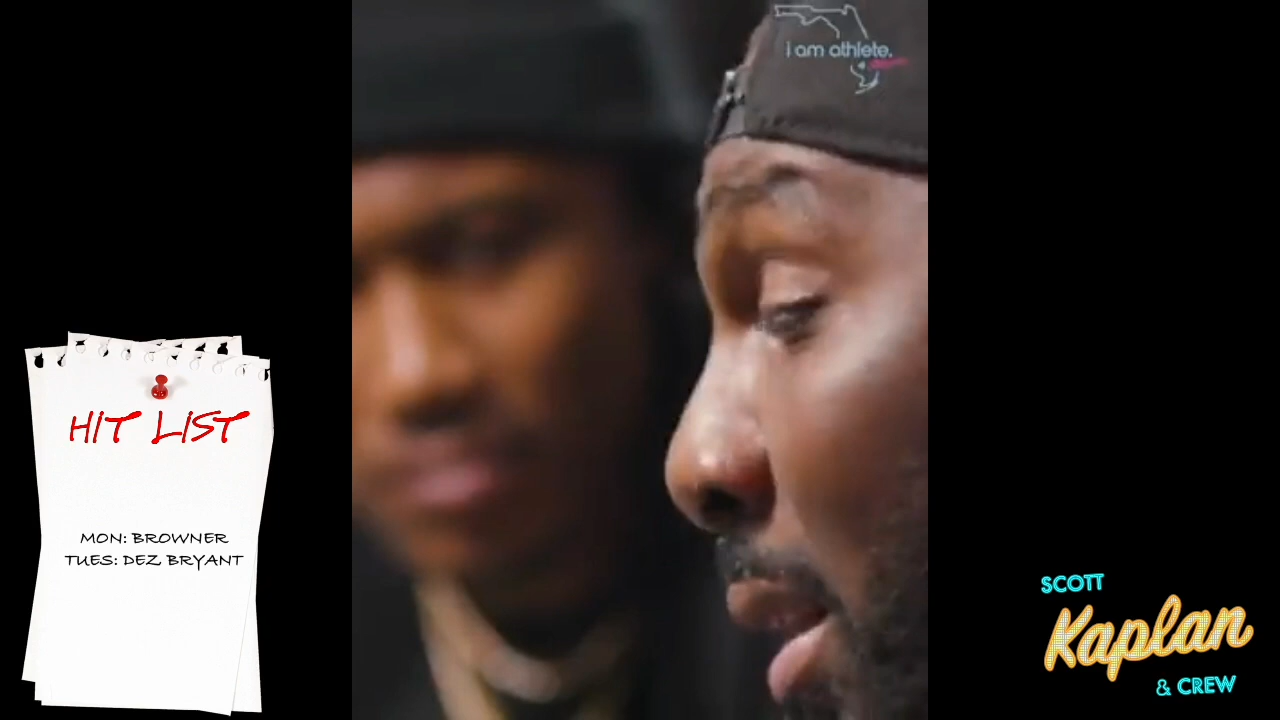 i am athlete.
HIT LIST
MON: BROWNER
TUES: DEZ BRYANT
SCOTT
Kaplan
& CREW